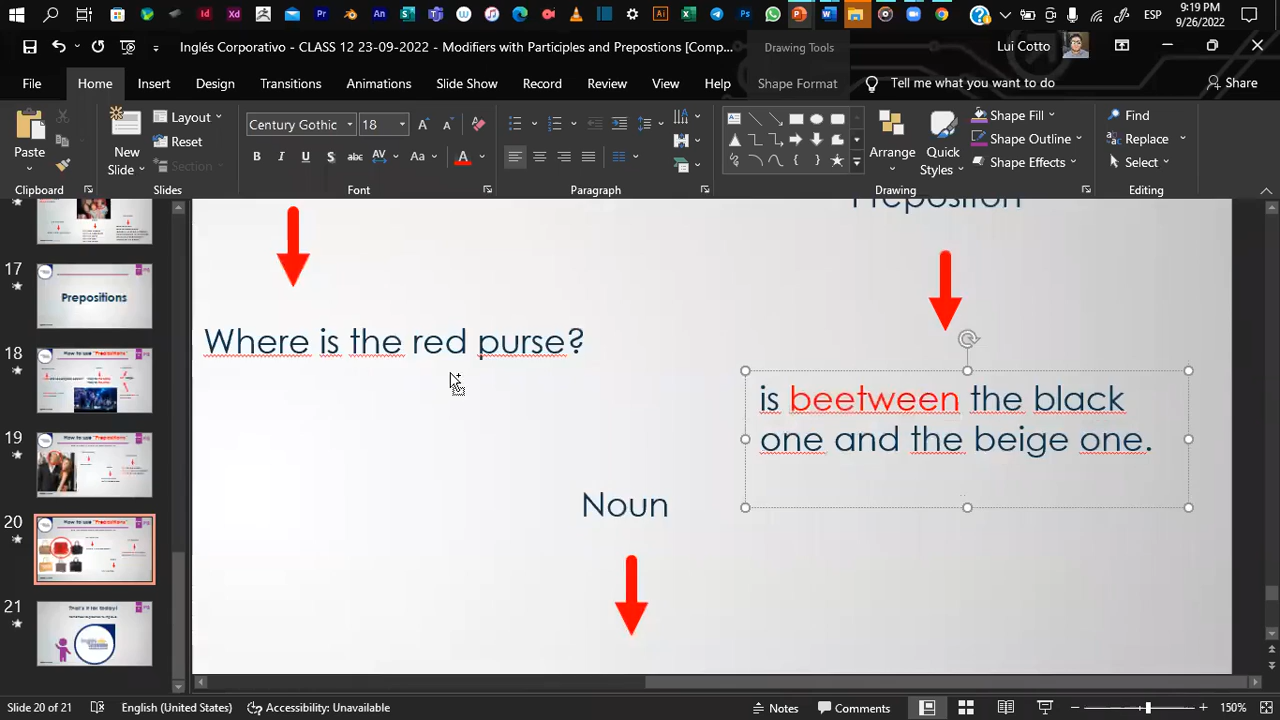 9:19 PM
ESP
9/26/2022
Inglés Corporativo - CLASS 12 23-09-2022 - Modifiers with Participles and Prepostions [Comp...
Drawing Tools
Lui Cotto
File
Home
Insert
Design
Transitions
Animations
Slide Show
Record
Review
View
Help
Shape Format
Tell me what you want to do
Share
Paste
New
Slide
Layout
Reset
Section
Century Gothic
18
Arrange
Quick
Styles
Shape Fill
Shape Outline
Shape Effects
Find
Replace
Select
Clipboard
Slides
Font
Paragraph
Drawing
Editing
17
Prepositions
18
How to use "Prepositions"
19
How to use "Prepositions"
20
How to use "Prepositions"
21
That's it for today!
Where is the red purse?
is beetween the black
one and the beige one.
Noun
Slide 20 of 21
English (United States)
Accessibility: Unavailable
Notes
Comments
150%